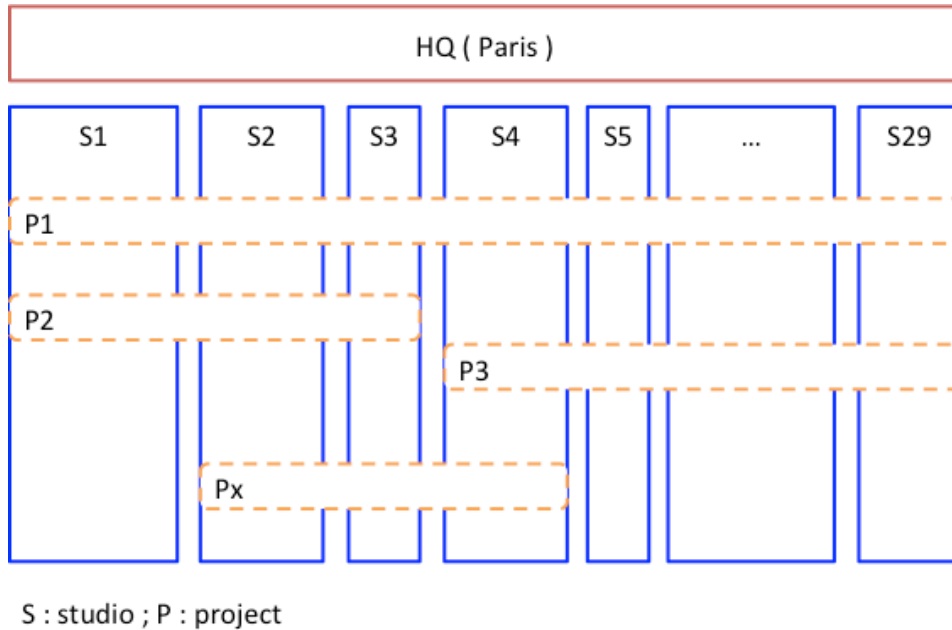 HQ ( Paris )
S1 S2 S3 S4 S5 ... S29
P1
P2
P3
Px
S : studio ; P : project